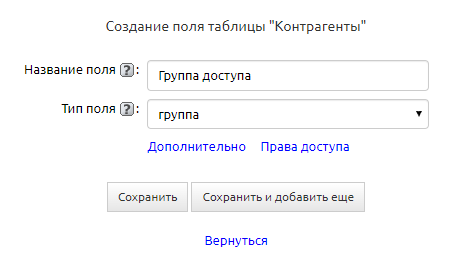 Создание поля таблицы "Контрагенты"
Название поля ?: Группа доступа
Тип поля ?: группа
Дополнительно Права доступа
Сохранить Сохранить и добавить еще
Вернуться